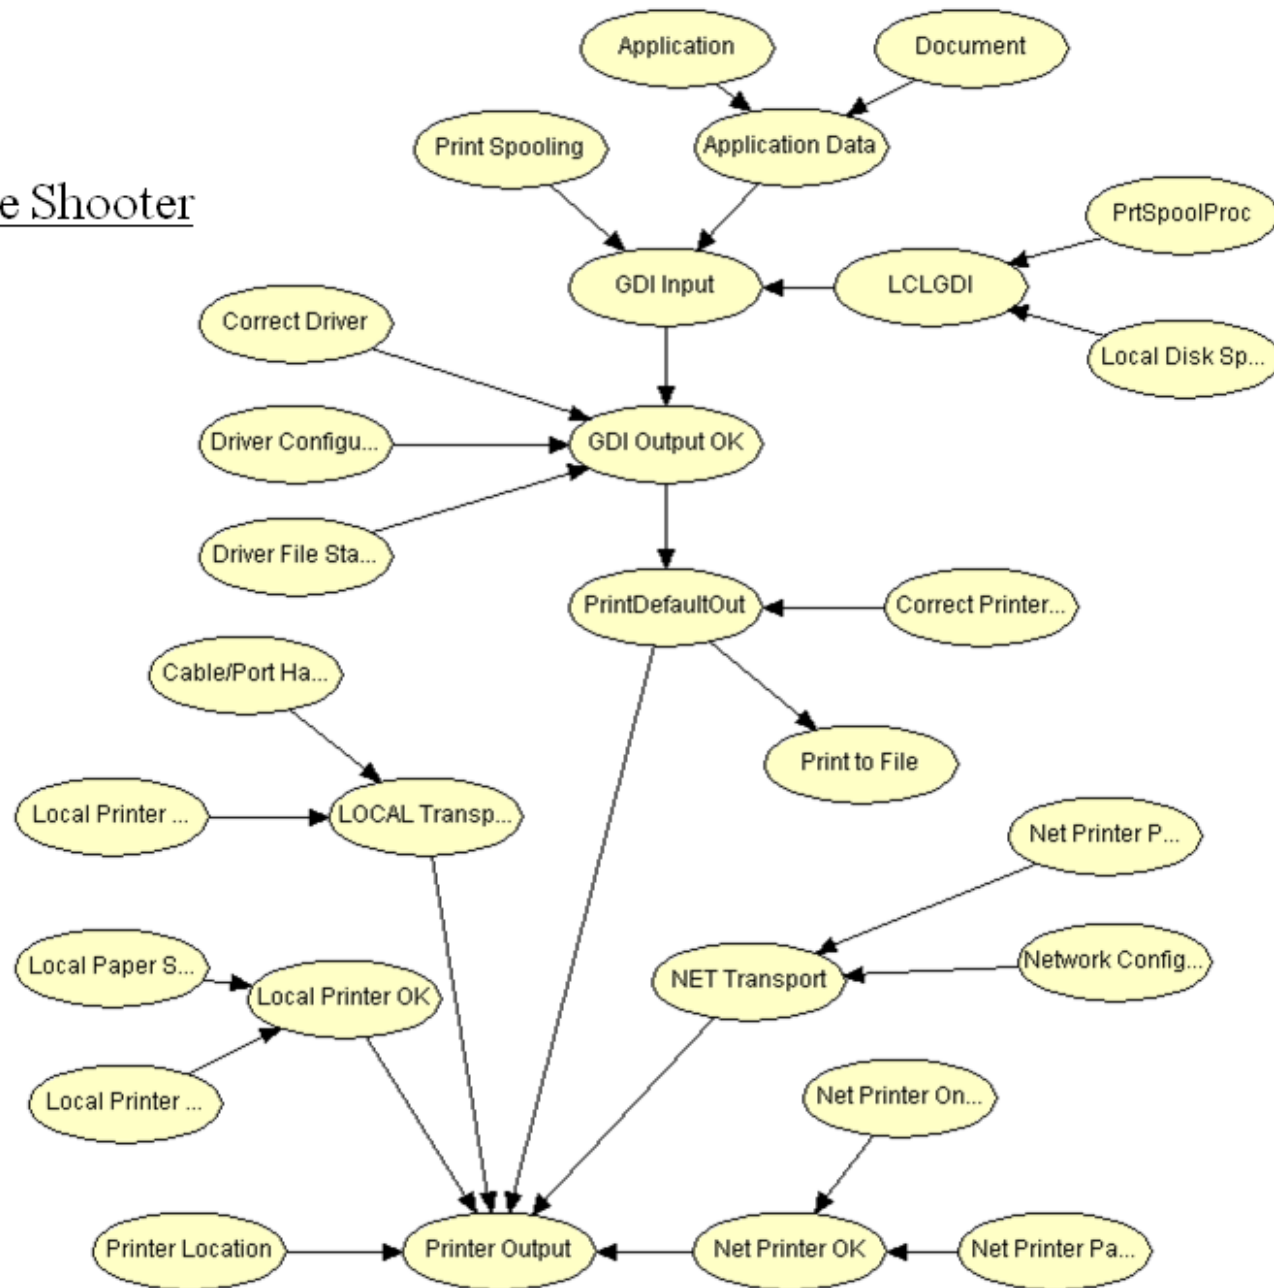 Application
Document
Print Spooling
Application Data
e Shooter
PrtSpoolProc
GDI Input
LCLGDI
Correct Driver
Local Disk Sp...
Driver Configu...
GDI Output OK
Driver File Sta...
PrintDefaultOut
Correct Printer...
Cable/Port Ha...
Print to File
Local Printer ...
LOCAL Transp...
Net Printer P...
Local Paper S...
Local Printer OK
NET Transport
Network Config...
Local Printer ...
Net Printer On...
Printer Location
Printer Output
Net Printer OK
Net Printer Pa...